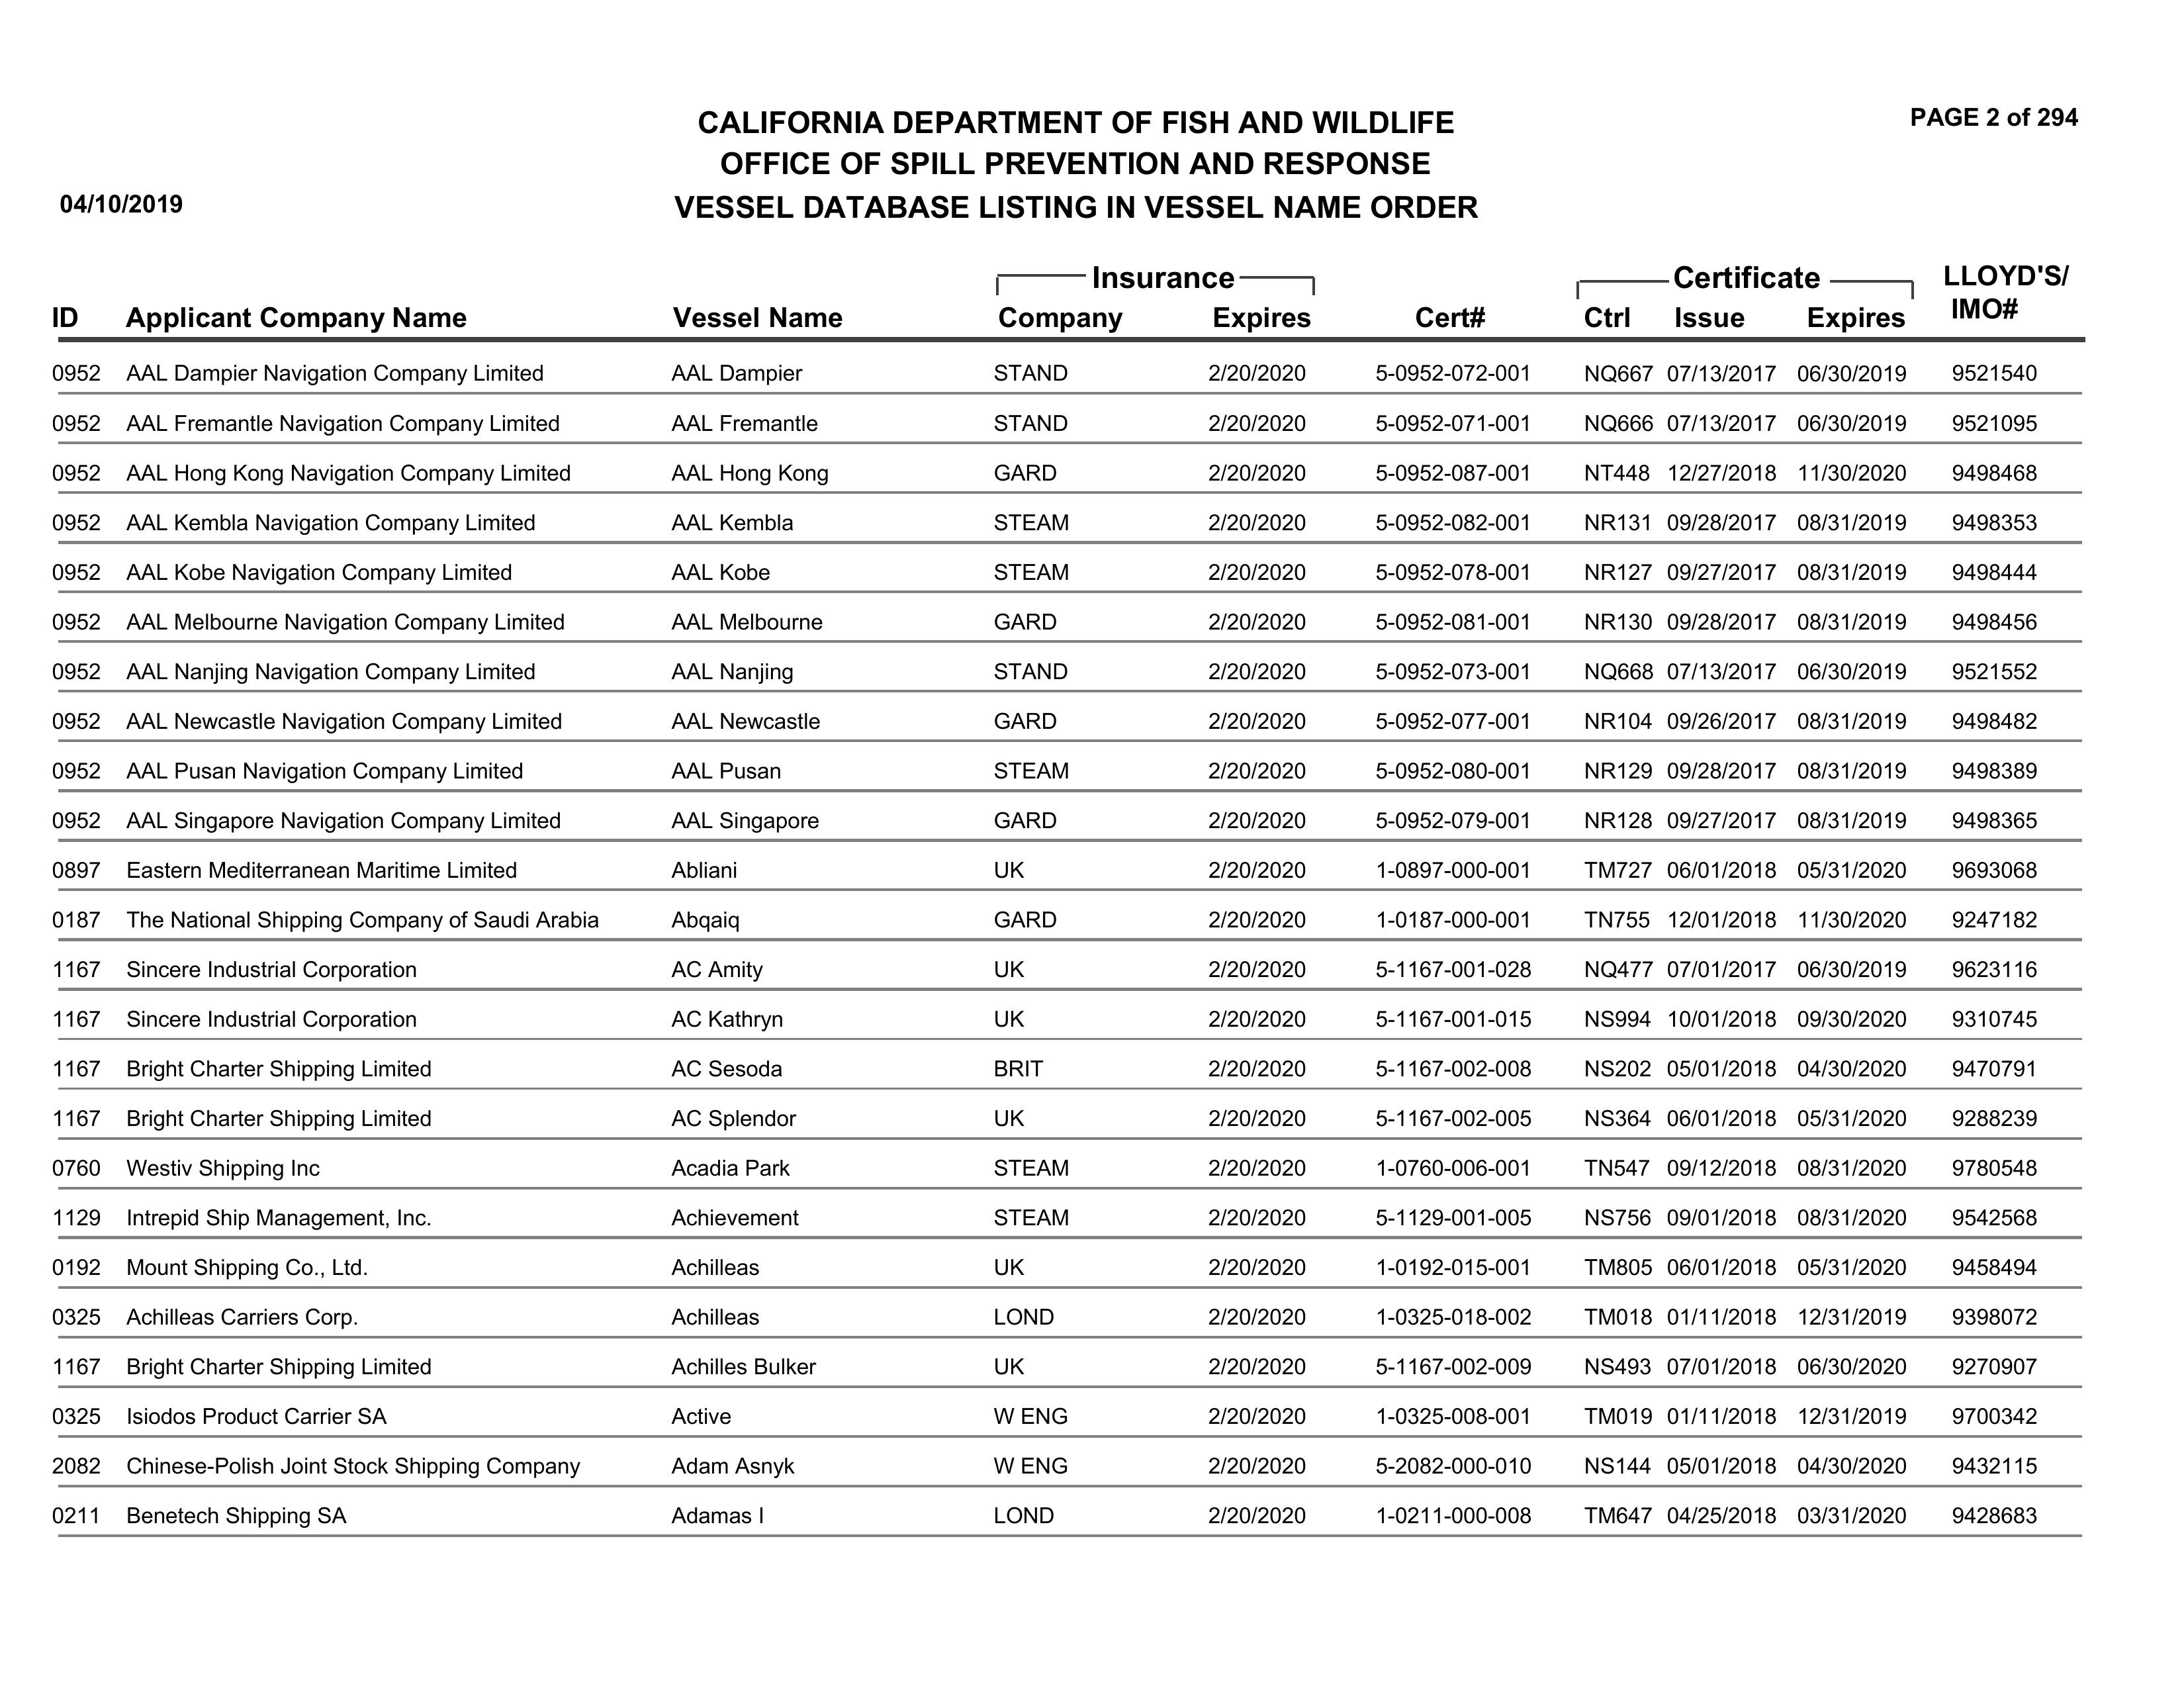 PAGE 2 of 294
CALIFORNIA DEPARTMENT OF FISH AND WILDLIFE
OFFICE OF SPILL PREVENTION AND RESPONSE
04/10/2019 VESSEL DATABASE LISTING IN VESSEL NAME ORDER
Insurance Certificate LLOYD'S/
ID Applicant Company Name Vessel Name Company Expires Cert# Ctrl Issue Expires IMO#
0952 AAL Dampier Navigation Company Limited AAL Dampier STAND 2/20/2020 5-0952-072-001 NQ667 07/13/2017 06/30/2019 9521540
0952 AAL Fremantle Navigation Company Limited AAL Fremantle STAND 2/20/2020 5-0952-071-001 NQ666 07/13/2017 06/30/2019 9521095
0952 AAL Hong Kong Navigation Company Limited AAL Hong Kong GARD 2/20/2020 5-0952-087-001 NT448 12/27/2018 11/30/2020 9498468
0952 AAL Kembla Navigation Company Limited AAL Kembla STEAM 2/20/2020 5-0952-082-001 NR131 09/28/2017 08/31/2019 9498353
0952 AAL Kobe Navigation Company Limited AAL Kobe STEAM 2/20/2020 5-0952-078-001 NR127 09/27/2017 08/31/2019 9498444
0952 AAL Melbourne Navigation Company Limited AAL Melbourne GARD 2/20/2020 5-0952-081-001 NR130 09/28/2017 08/31/2019 9498456
0952 AAL Nanjing Navigation Company Limited AAL Nanjing STAND 2/20/2020 5-0952-073-001 NQ668 07/13/2017 06/30/2019 9521552
0952 AAL Newcastle Navigation Company Limited AAL Newcastle GARD 2/20/2020 5-0952-077-001 NR104 09/26/2017 08/31/2019 9498482
0952 AAL Pusan Navigation Company Limited AAL Pusan STEAM 2/20/2020 5-0952-080-001 NR129 09/28/2017 08/31/2019 9498389
0952 AAL Singapore Navigation Company Limited AAL Singapore GARD 2/20/2020 5-0952-079-001 NR128 09/27/2017 08/31/2019 9498365
0897 Eastern Mediterranean Maritime Limited Abliani UK 2/20/2020 1-0897-000-001 TM727 06/01/2018 05/31/2020 9693068
0187 The National Shipping Company of Saudi Arabia Abqaiq GARD 2/20/2020 1-0187-000-001 TN755 12/01/2018 11/30/2020 9247182
1167 Sincere Industrial Corporation AC Amity UK 2/20/2020 5-1167-001-028 NQ477 07/01/2017 06/30/2019 9623116
1167 Sincere Industrial Corporation AC Kathryn UK 2/20/2020 5-1167-001-015 NS994 10/01/2018 09/30/2020 9310745
1167 Bright Charter Shipping Limited AC Sesoda BRIT 2/20/2020 5-1167-002-008 NS202 05/01/2018 04/30/2020 9470791
1167 Bright Charter Shipping Limited AC Splendor UK 2/20/2020 5-1167-002-005 NS364 06/01/2018 05/31/2020 9288239
0760 Westiv Shipping Inc Acadia Park STEAM 2/20/2020 1-0760-006-001 TN547 09/12/2018 08/31/2020 9780548
1129 Intrepid Ship Management, Inc. Achievement STEAM 2/20/2020 5-1129-001-005 NS756 09/01/2018 08/31/2020 9542568
0192 Mount Shipping Co., Ltd. Achilleas UK 2/20/2020 1-0192-015-001 TM805 06/01/2018 05/31/2020 9458494
0325 Achilleas Carriers Corp. Achilleas LOND 2/20/2020 1-0325-018-002 TM018 01/11/2018 12/31/2019 9398072
1167 Bright Charter Shipping Limited Achilles Bulker UK 2/20/2020 5-1167-002-009 NS493 07/01/2018 06/30/2020 9270907
0325 Isiodos Product Carrier SA Active W ENG 2/20/2020 1-0325-008-001 TM019 01/11/2018 12/31/2019 9700342
2082 Chinese-Polish Joint Stock Shipping Company Adam Asnyk W ENG 2/20/2020 5-2082-000-010 NS144 05/01/2018 04/30/2020 9432115
0211 Benetech Shipping SA Adamas I LOND 2/20/2020 1-0211-000-008 TM647 04/25/2018 03/31/2020 9428683